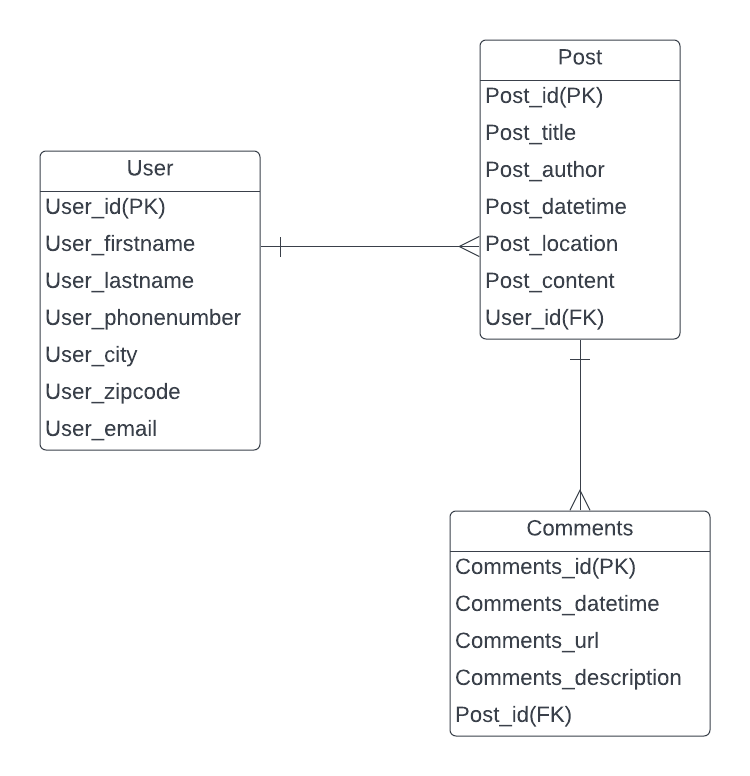 User
User_id(PK)
User_firstname
User_lastname
User_phonenumber
User_city
User_zipcode
User_email
Post
Post_id(PK)
Post_title
Post_author
Post_datetime
Post_location
Post_content
User_id(FK)
Comments
Comments_id(PK)
Comments_datetime
Comments_url
Comments_description
Post_id(FK)